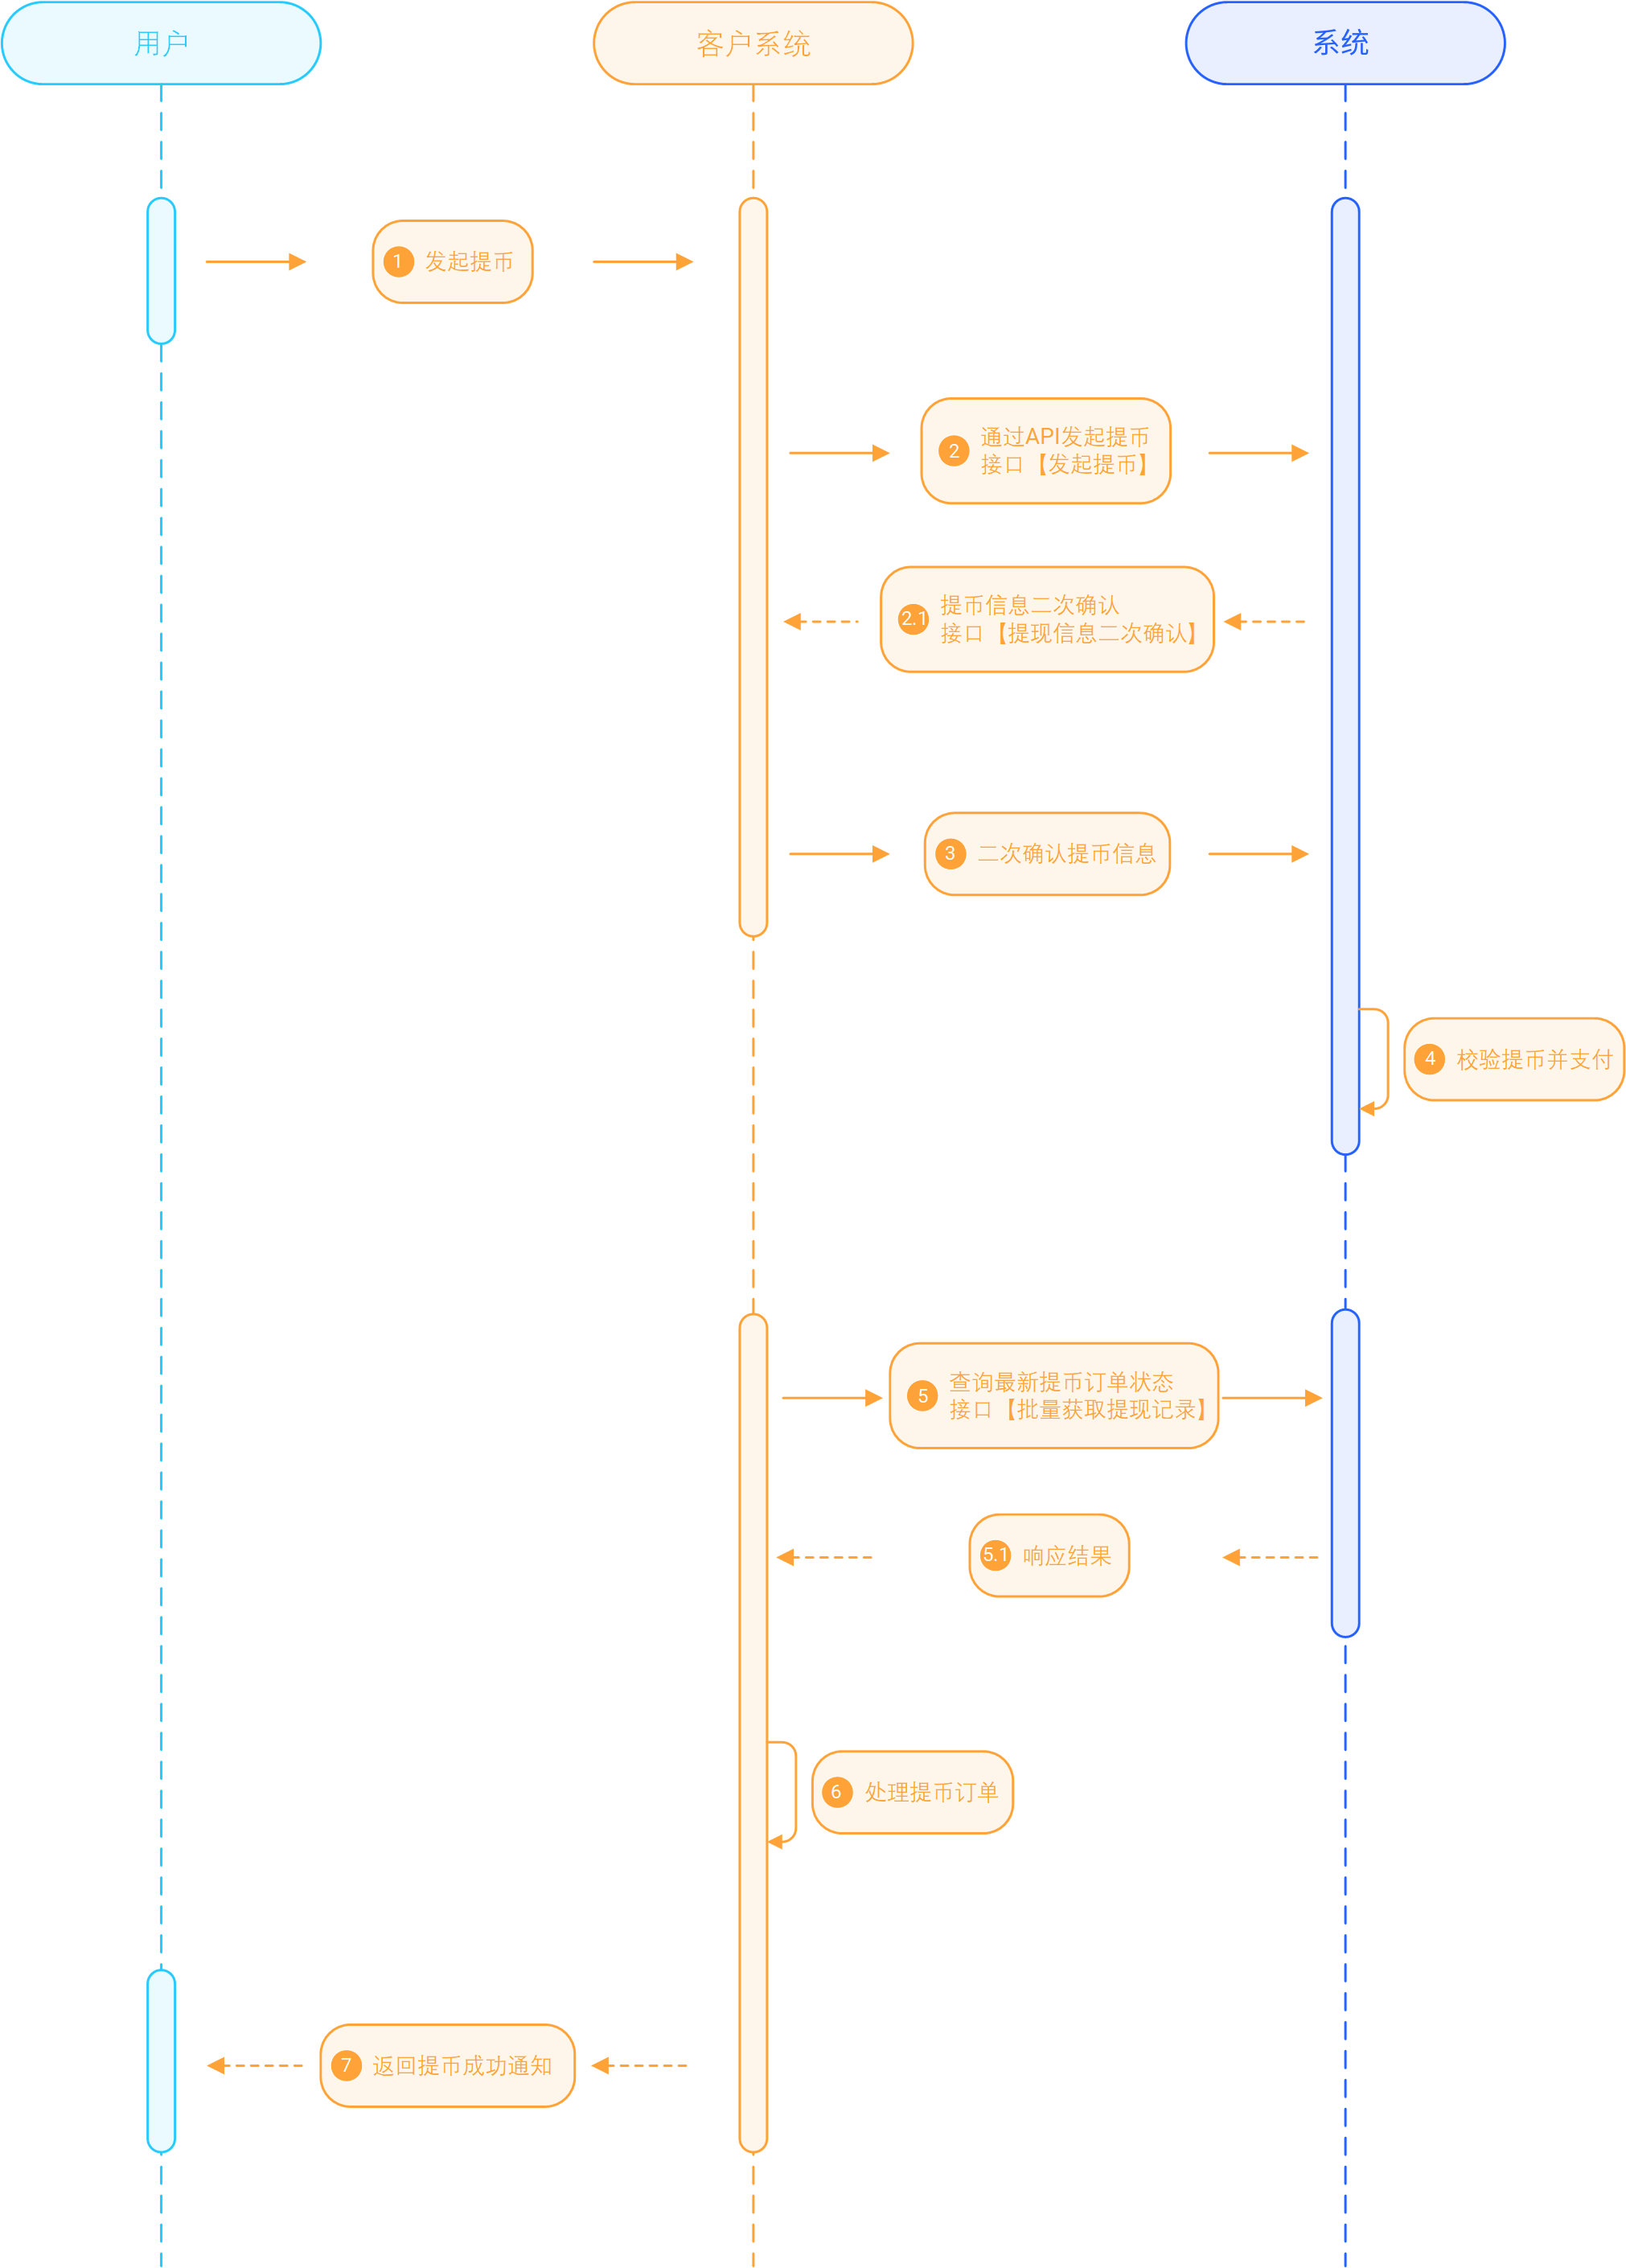 用户
客户系统
系统
1 发起提币
2 通过API发起提币
接口【发起提币】
2.1 提币信息二次确认
接口【提现信息二次确认】
3 二次确认提币信息
4 校验提币并支付
5 查询最新提币订单状态
接口【批量获取提现记录】
5.1 响应结果
6 处理提币订单
7 返回提币成功通知